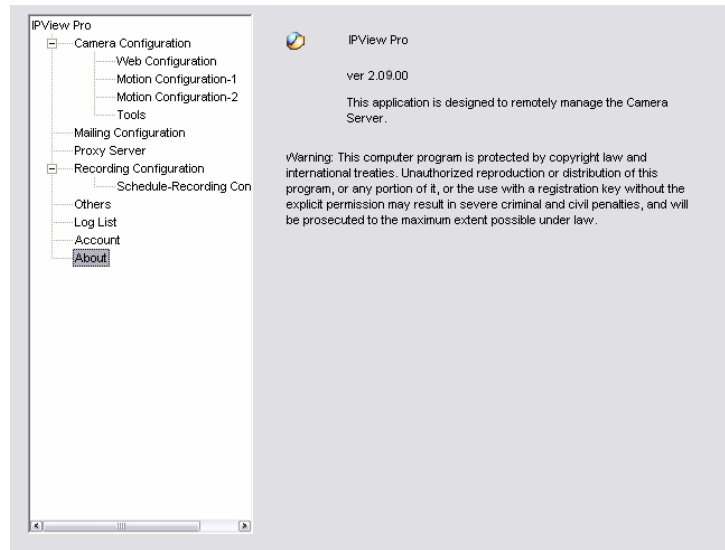 IPView Pro
Camera Configuration
Web Configuration
Motion Configuration-1
Motion Configuration-2
Tools
Mailing Configuration
Proxy Server
Recording Configuration
Schedule-Recording Con
Others
Log List
Account
About
IPView Pro
ver 2.09.00
This application is designed to remotely manage the Camera
Server.
Warning: This computer program is protected by copyright law and
international treaties. Unauthorized reproduction or distribution of this
program, or any portion of it, or the use with a registration key without the
explicit permission may result in severe criminal and civil penalties, and will
be prosecuted to the maximum extent possible under law.